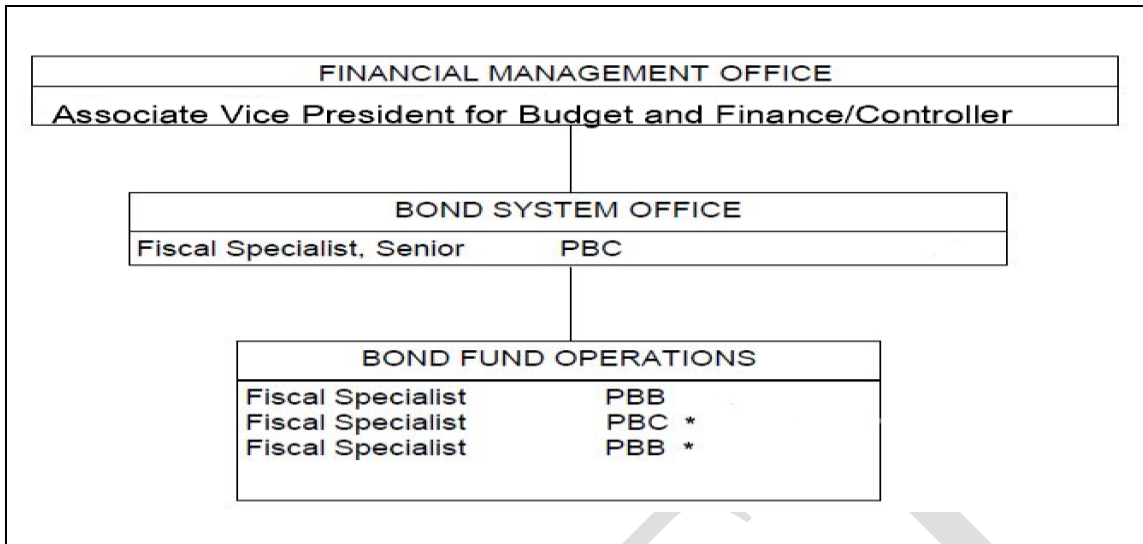 FINANCIAL MANAGEMENT OFFICE
Associate Vice President for Budget and Finance/Controller
BOND SYSTEM OFFICE
Fiscal Specialist, Senior PBC
BOND FUND OPERATIONS
Fiscal Specialist PBB
Fiscal Specialist PBC *
Fiscal Specialist PBB *